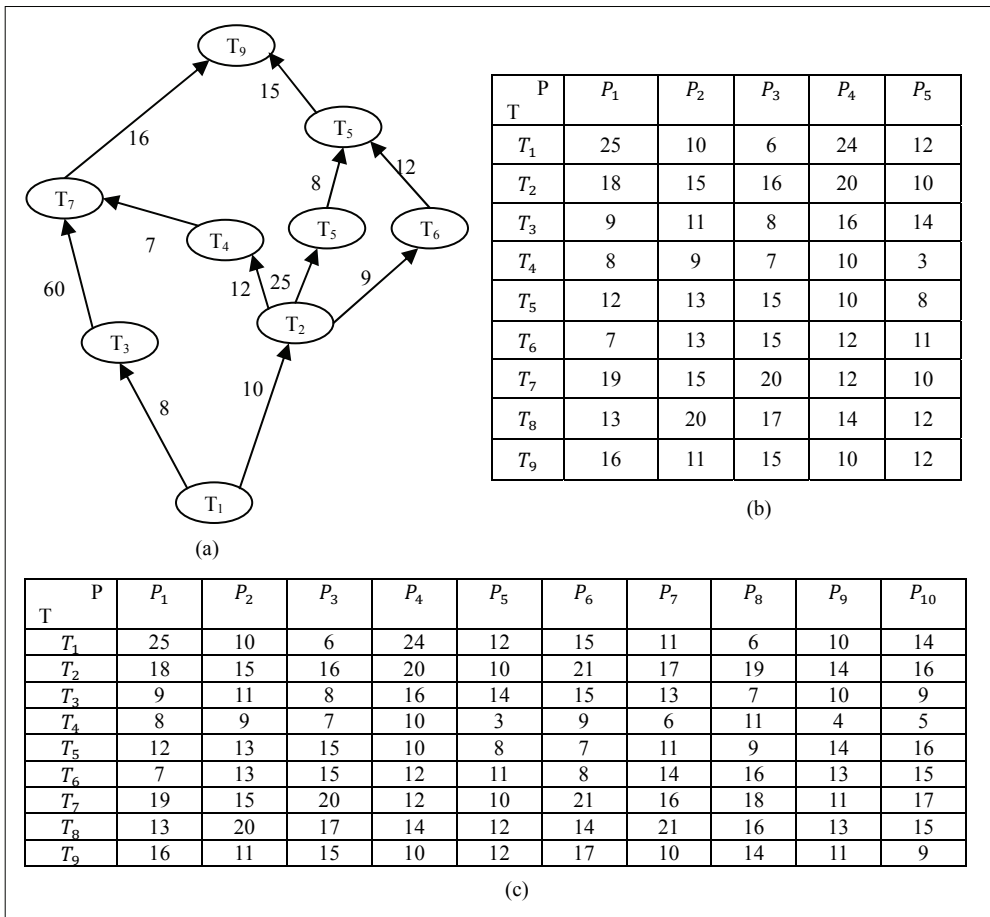 T₉
15
T₅
16
8
12
T₇
T₄
T₅
T₆
7
60
12
25
9
T₂
T₃
10
8
T₁
(a)
P T P₁ P₂ P₃ P₄ P₅
T₁ 25 10 6 24 12
T₂ 18 15 16 20 10
T₃ 9 11 8 16 14
T₄ 8 9 7 10 3
T₅ 12 13 15 10 8
T₆ 7 13 15 12 11
T₇ 19 15 20 12 10
T₈ 13 20 17 14 12
T₉ 16 11 15 10 12
(b)
P T P₁ P₂ P₃ P₄ P₅ P₆ P₇ P₈ P₉ P₁₀
T₁ 25 10 6 24 12 15 11 6 10 14
T₂ 18 15 16 20 10 21 17 19 14 16
T₃ 9 11 8 16 14 15 13 7 10 9
T₄ 8 9 7 10 3 9 6 11 4 5
T₅ 12 13 15 10 8 7 11 9 14 16
T₆ 7 13 15 12 11 8 14 16 13 15
T₇ 19 15 20 12 10 21 16 18 11 17
T₈ 13 20 17 14 12 14 21 16 13 15
T₉ 16 11 15 10 12 17 10 14 11 9
(c)